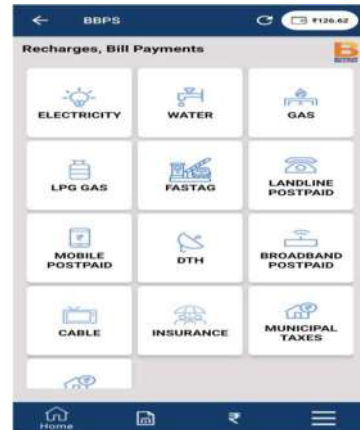 BBPS
₹126.62
Recharges, Bill Payments
B
ELECTRICITY
WATER
GAS
LPG GAS
FASTAG
LANDLINE
POSTPAID
MOBILE
POSTPAID
DTH
BROADBAND
POSTPAID
CABLE
INSURANCE
MUNICIPAL
TAXES
Home
₹